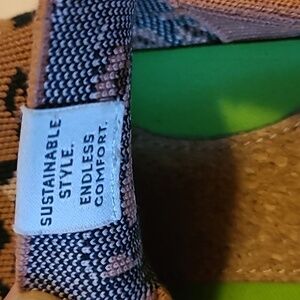 SUSTAINABLE
STYLE.
ENDLESS
COMFORT.